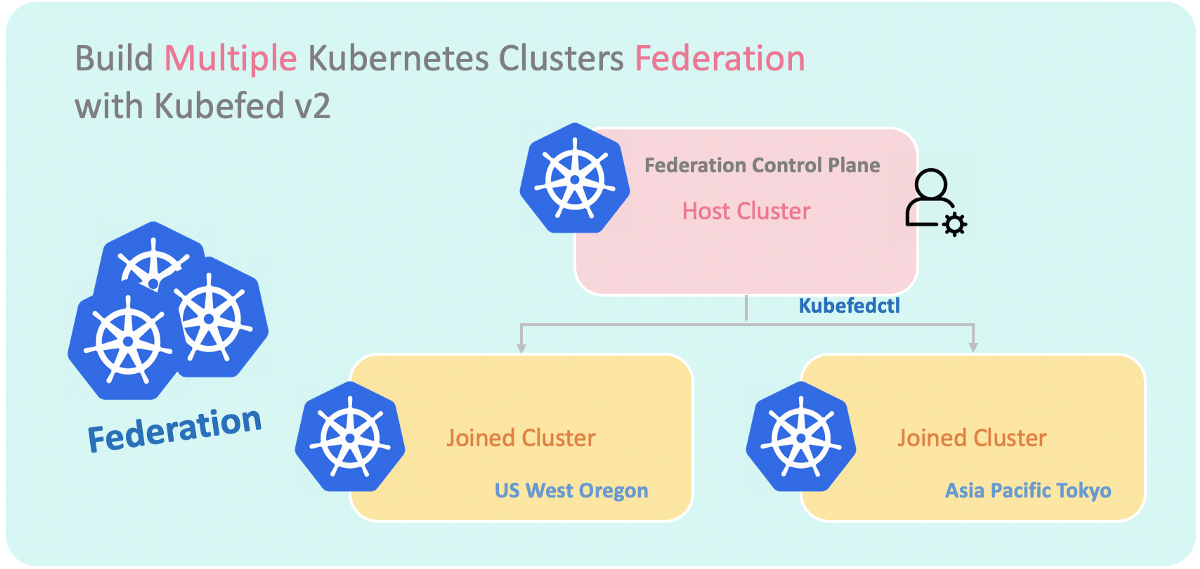 Build Multiple Kubernetes Clusters Federation
with Kubefed v2
Federation Control Plane
Host Cluster
Kubefedctl
Federation
Joined Cluster
US West Oregon
Joined Cluster
Asia Pacific Tokyo